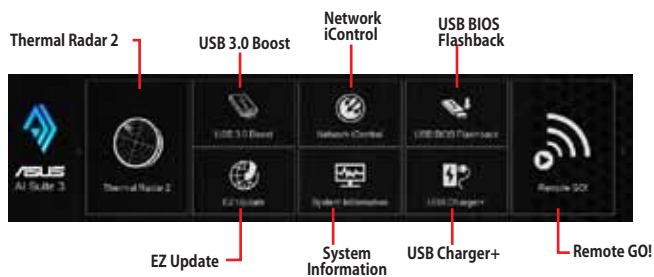 Thermal Radar 2
USB 3.0 Boost
Network
iControl
USB BIOS
Flashback
ASUS
AI Suite 3
Thermal Radar 2
USB 3.0 Boost
Network iControl
USB BIOS Flashback
Remote GO!
EZ Update
System Information
USB Charger+
EZ Update
System
Information
USB Charger+
Remote GO!